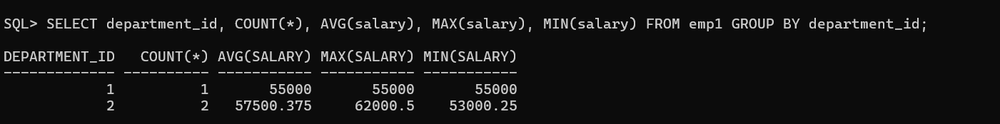 SQL> SELECT department_id, COUNT(*), AVG(salary), MAX(salary), MIN(salary) FROM emp1 GROUP BY department_id;
DEPARTMENT_ID   COUNT(*) AVG(SALARY) MAX(SALARY) MIN(SALARY)
------------- ---------- ----------- ----------- -----------
            1          1       55000       55000       55000
            2          2   57500.375     62000.5    53000.25